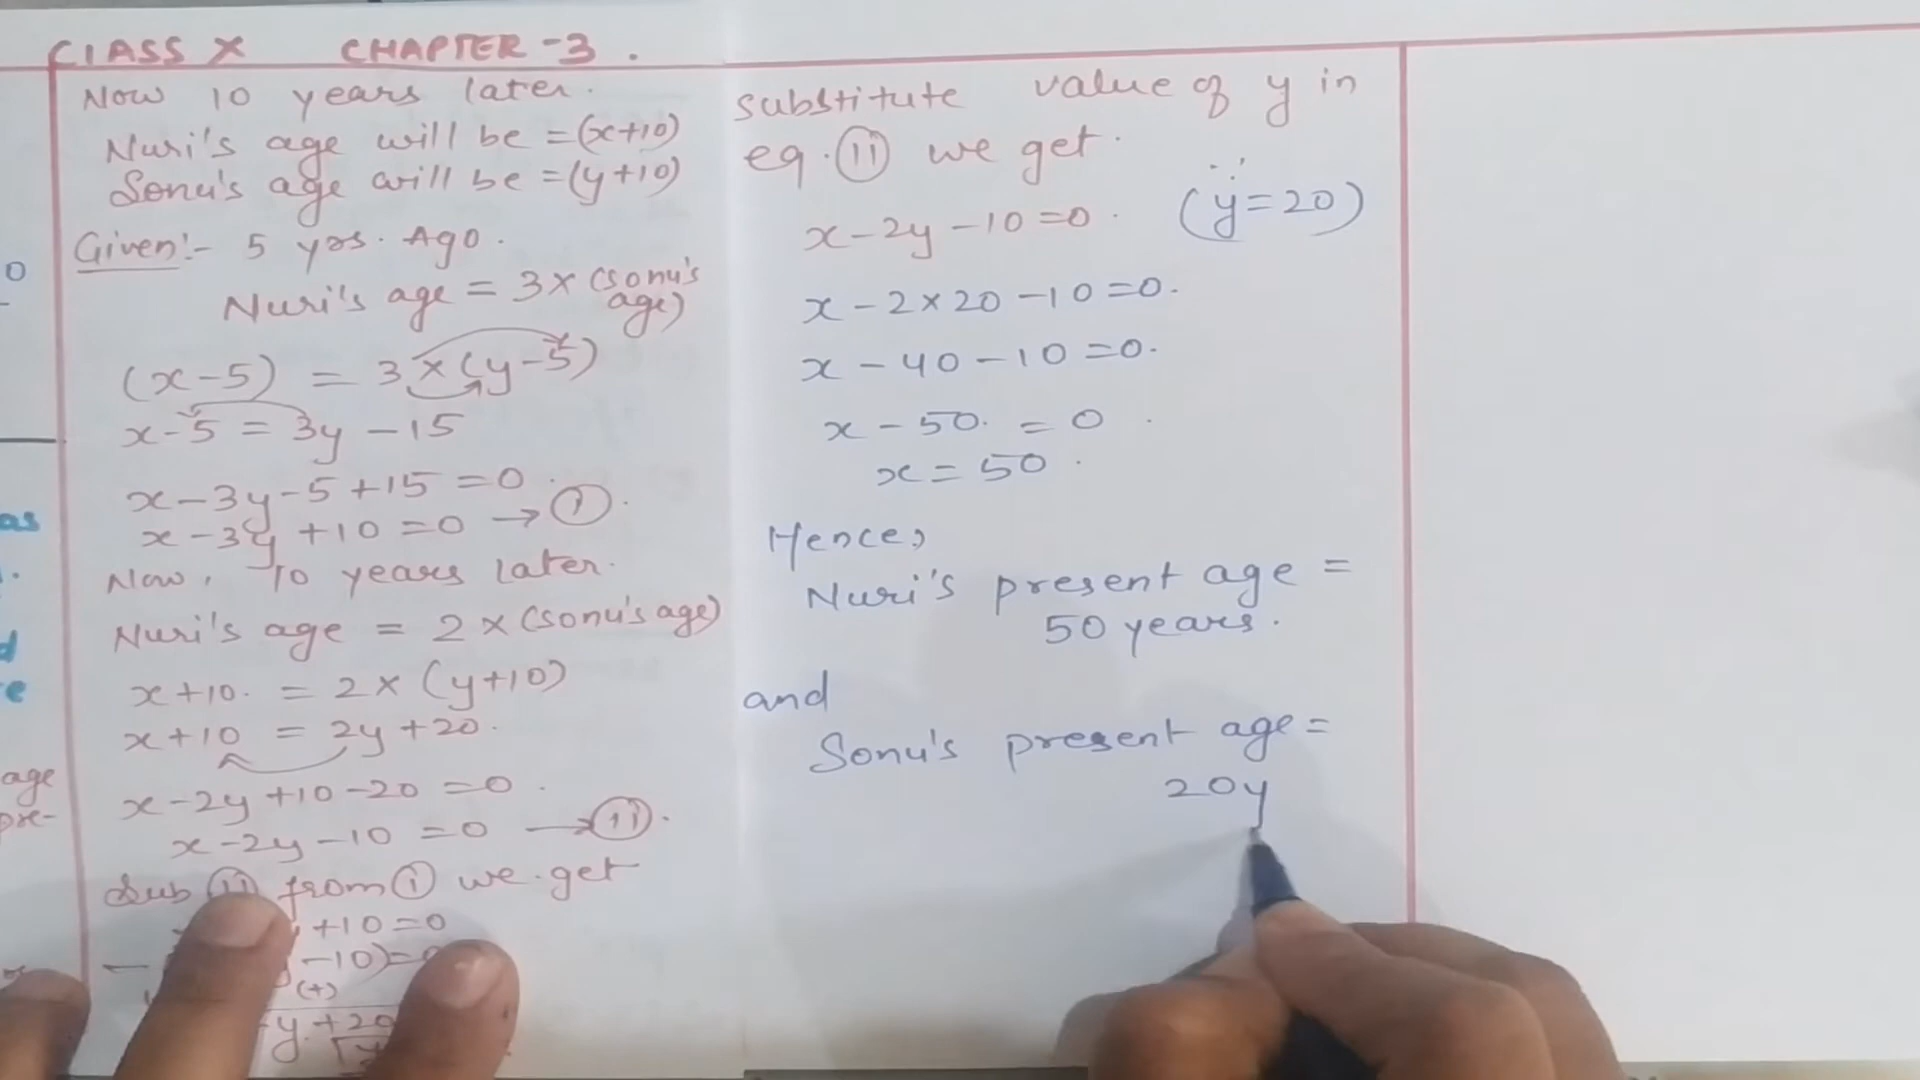 CLASS X CHAPTER-3.
Now 10 years later.
Nuri's age will be = (x+10)
Sonu's age will be = (y+10)
Given:- 5 yrs. Ago.
Nuri's age = 3× (sonu's
age)
(x-5) = 3×(y-5)
x-5 = 3y -15
x-3y-5+15 =0.
x-3y +10 =0 → (i).
Now, 10 years later.
Nuri's age = 2 × (sonu's age)
x+10. = 2× (y+10)
x+10 = 2y+20.
x-2y+10-20 =0.
x-2y-10 =0 → (ii).
Sub (ii) from (i) we get
+10=0
-10)=0
(+)
y +20
substitute value of y in
eq. (ii) we get.
x-2y-10=0. (∵ y=20)
x-2×20-10=0.
x-40-10=0.
x-50. = 0.
x=50.
Hence,
Nuri's present age =
50 years.
and
Sonu's present age =
20y
0
as
d
e
age
pre-